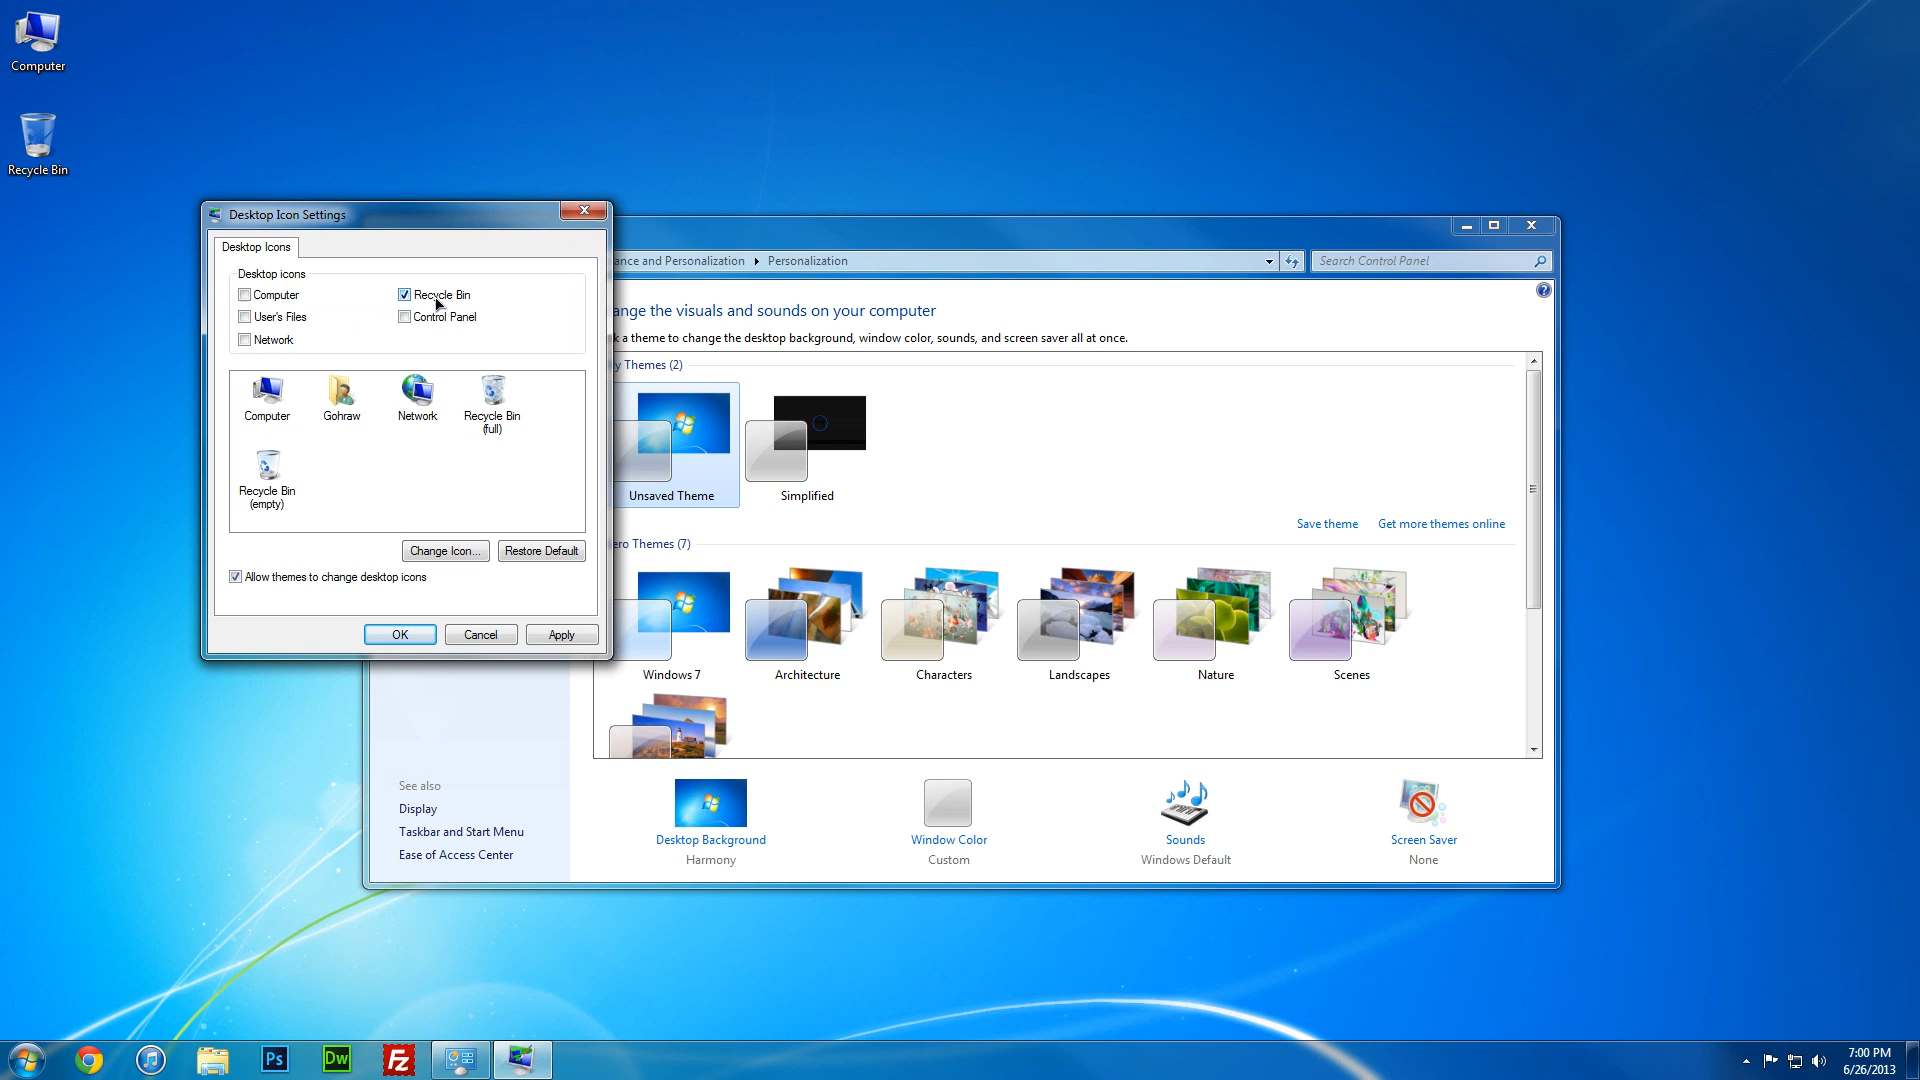 Computer
Recycle Bin
Desktop Icon Settings
Desktop Icons
Desktop icons
Computer
Recycle Bin
User's Files
Control Panel
Network
Computer
Gohraw
Network
Recycle Bin
(full)
Recycle Bin
(empty)
Change Icon...
Restore Default
Allow themes to change desktop icons
OK
Cancel
Apply
ance and Personalization
Personalization
Search Control Panel
ange the visuals and sounds on your computer
k a theme to change the desktop background, window color, sounds, and screen saver all at once.
y Themes (2)
Unsaved Theme
Simplified
Save theme
Get more themes online
ero Themes (7)
Windows 7
Architecture
Characters
Landscapes
Nature
Scenes
See also
Display
Taskbar and Start Menu
Ease of Access Center
Desktop Background
Harmony
Window Color
Custom
Sounds
Windows Default
Screen Saver
None
Ps
Dw
Fz
7:00 PM
6/26/2013